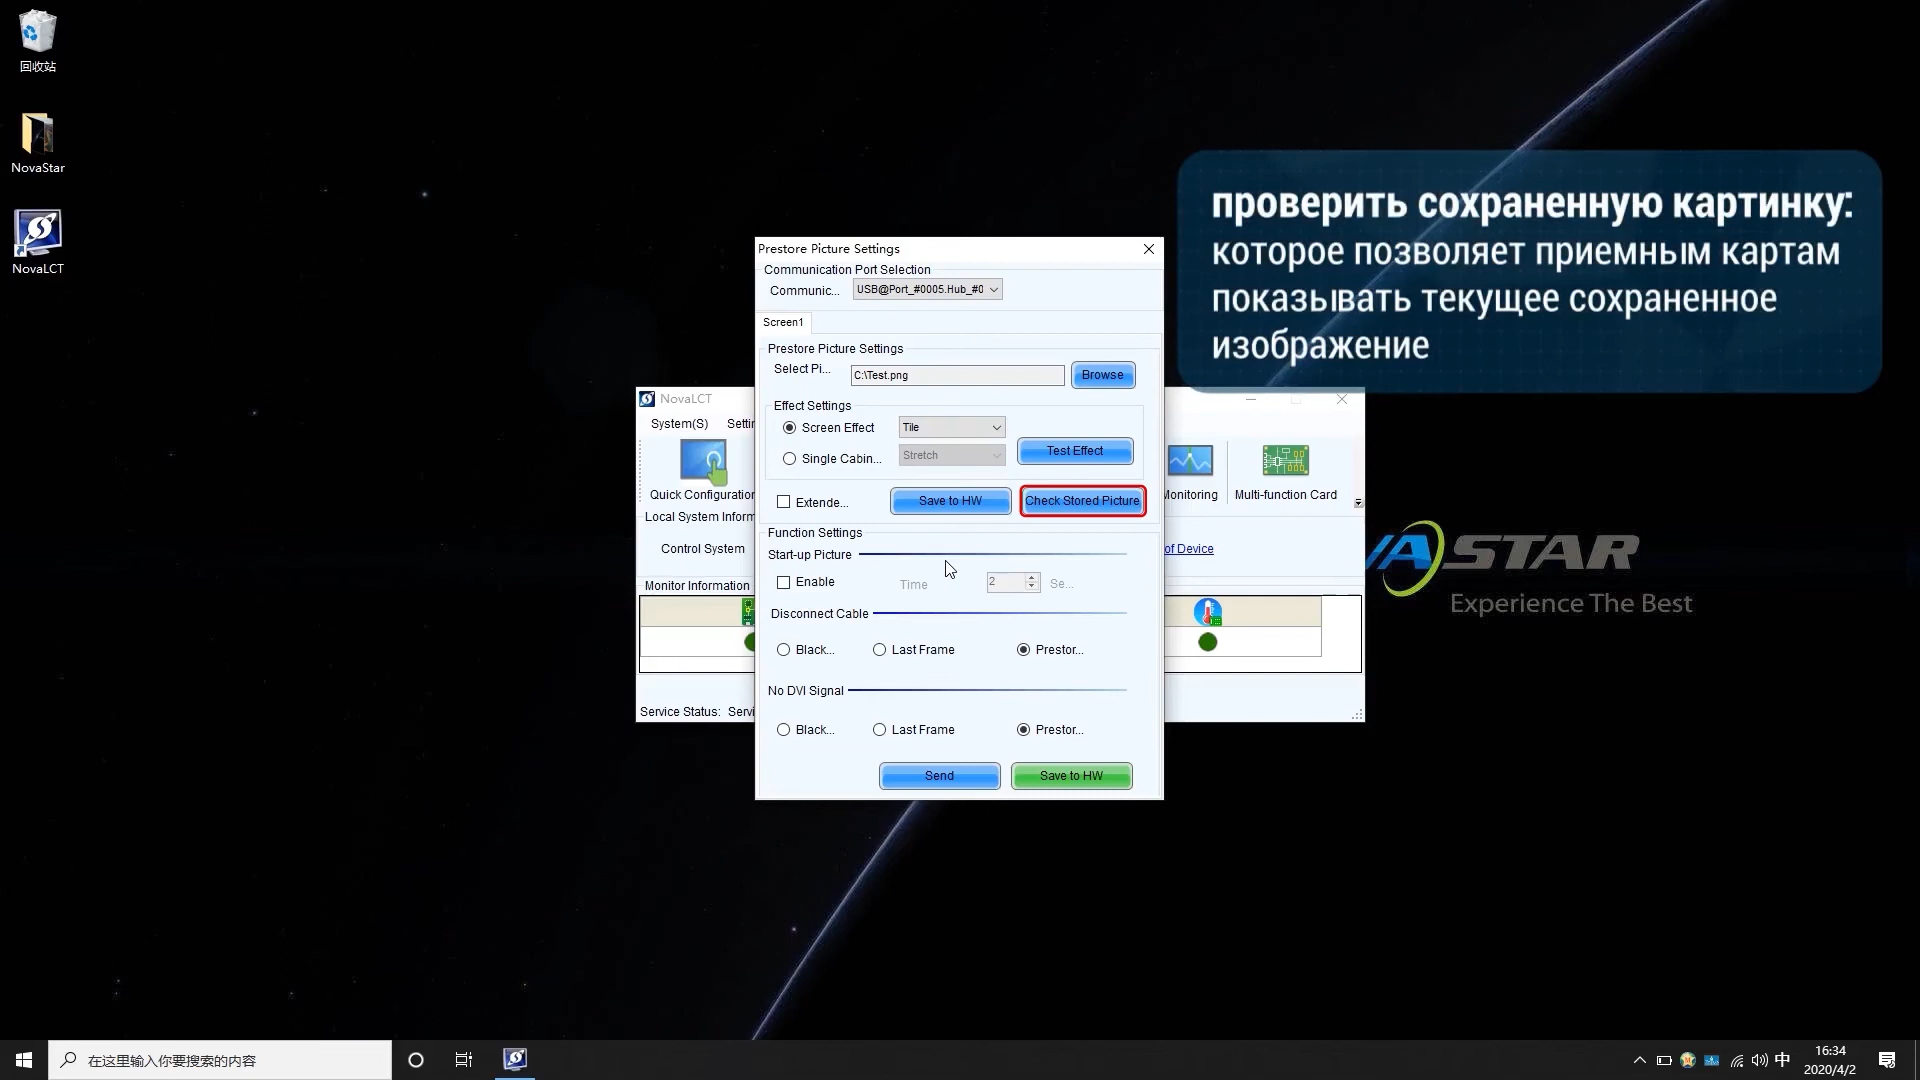 回收站
NovaStar
NovaLCT
проверить сохраненную картинку:
которое позволяет приемным картам
показывать текущее сохраненное
изображение
Prestore Picture Settings
Communication Port Selection
Communic... USB@Port_#0005.Hub_#0
Screen1
Prestore Picture Settings
Select Pi... C:\Test.png Browse
Effect Settings
Screen Effect Tile
Single Cabin... Stretch Test Effect
Extende... Save to HW Check Stored Picture
Function Settings
Start-up Picture
Enable Time 2 Se...
Disconnect Cable
Black... Last Frame Prestor...
No DVI Signal
Black... Last Frame Prestor...
Send Save to HW
NovaLCT
System(S) Settin
Quick Configuration Monitoring Multi-function Card
Local System Inform
Control System of Device
Monitor Information
Service Status: Servi
STAR
Experience The Best
在这里输入你要搜索的内容
中
16:34
2020/4/2